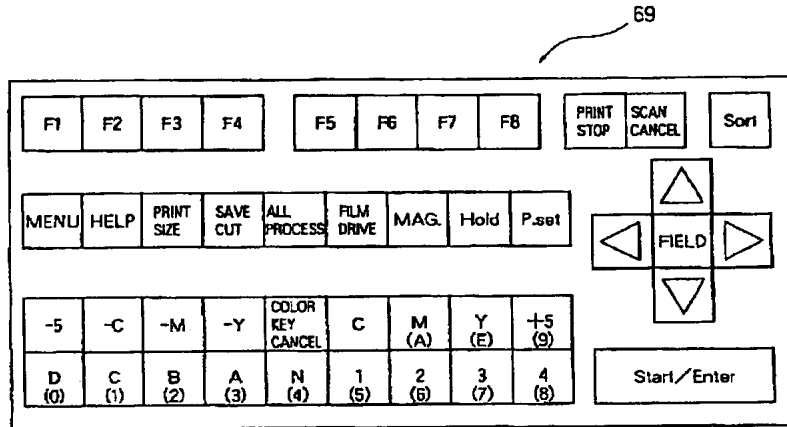 69
F1 F2 F3 F4 F5 F6 F7 F8 PRINT STOP SCAN CANCEL Sort
MENU HELP PRINT SIZE SAVE CUT ALL PROCESS FILM DRIVE MAG. Hold P.set
FIELD
-5 -C -M -Y COLOR KEY CANCEL C M (A) Y (E) +5 (9)
D (0) C (1) B (2) A (3) N (4) 1 (5) 2 (6) 3 (7) 4 (8)
Start/Enter